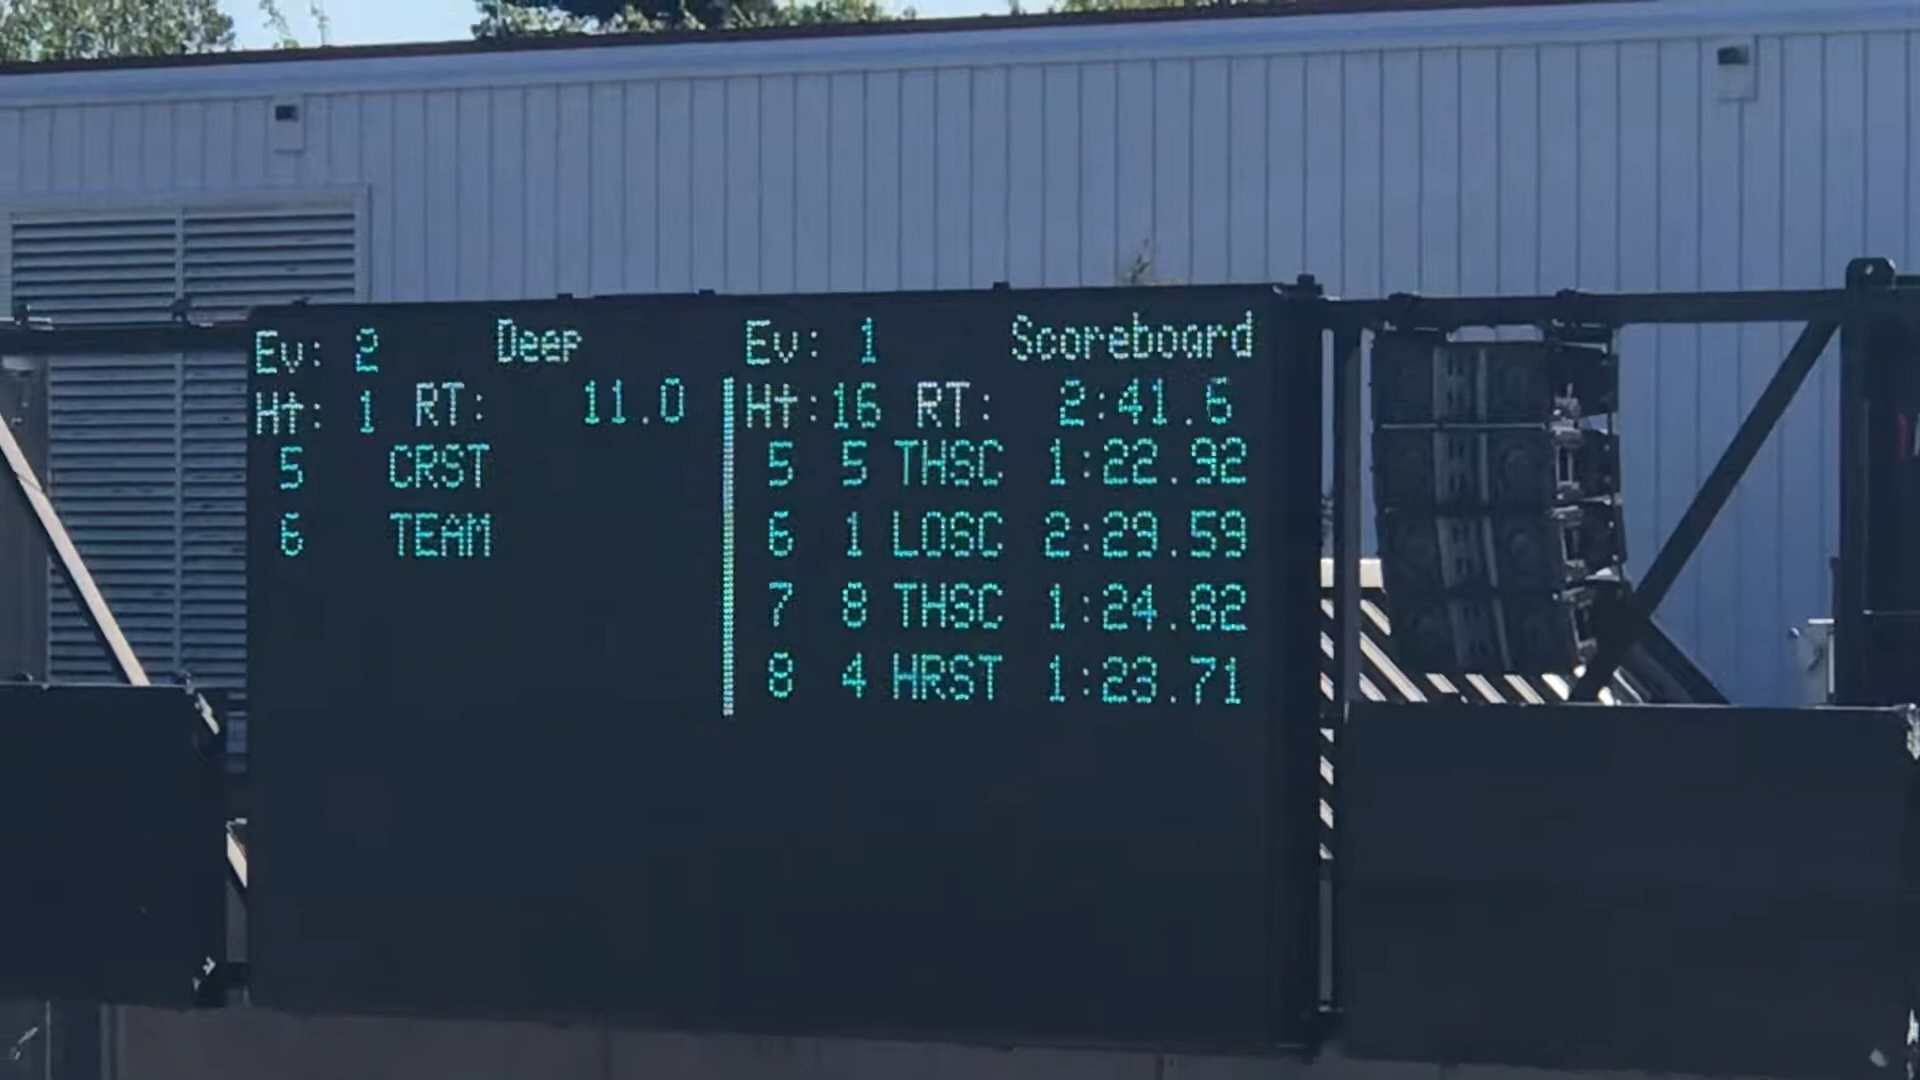 Ev: 2 Deep
Ht: 1 RT: 11.0
5 CRST
6 TEAM
Ev: 1 Scoreboard
Ht:16 RT: 2:41.6
5 5 THSC 1:22.92
6 1 LOSC 2:29.59
7 8 THSC 1:24.82
8 4 HRST 1:23.71